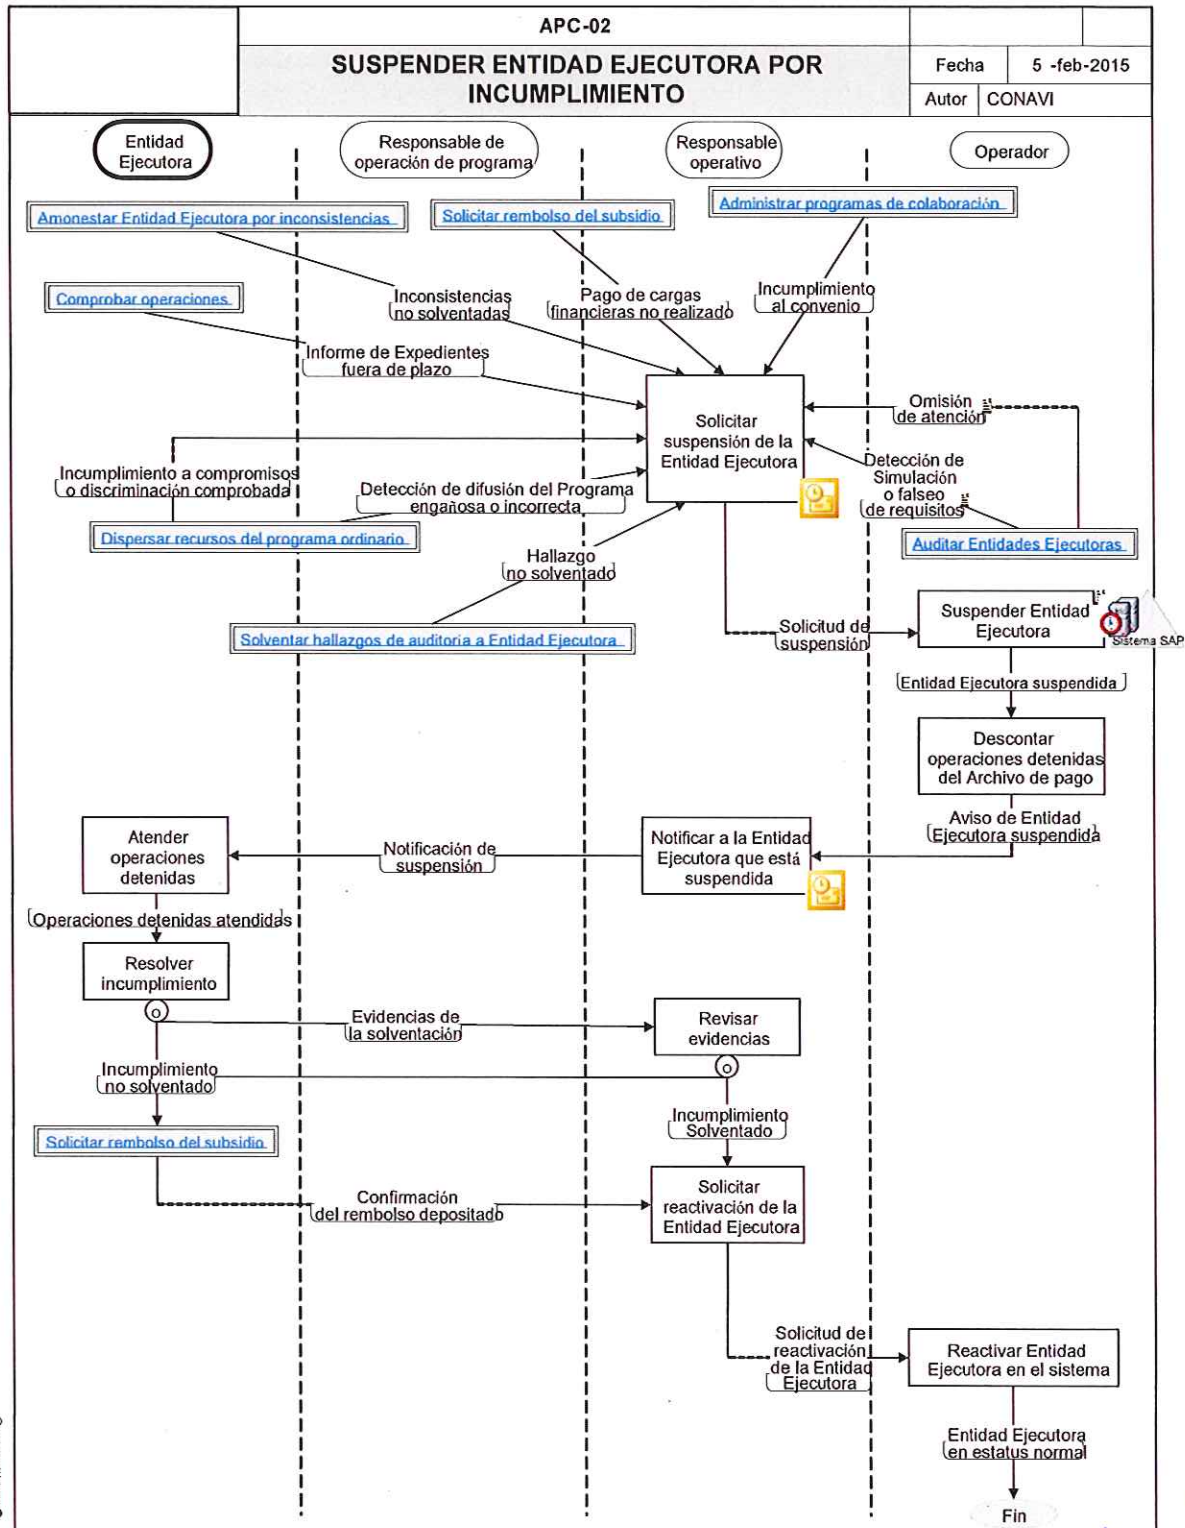 APC-02
SUSPENDER ENTIDAD EJECUTORA POR
INCUMPLIMIENTO
Fecha
5 -feb-2015
Autor
CONAVI
Entidad
Ejecutora
Responsable de
operación de programa
Responsable
operativo
Operador
Amonestar Entidad Ejecutora por inconsistencias
Solicitar rembolso del subsidio
Administrar programas de colaboración
Comprobar operaciones
Inconsistencias
no solventadas
Pago de cargas
financieras no realizado
Incumplimiento
al convenio
Informe de Expedientes
fuera de plazo
Solicitar
suspensión de la
Entidad Ejecutora
Omisión
de atención
Incumplimiento a compromisos
o discriminación comprobada
Detección de difusión del Programa
engañosa o incorrecta
Detección de
Simulación
o falseo
de requisitos
Dispersar recursos del programa ordinario
Auditar Entidades Ejecutoras
Hallazgo
no solventado
Solventar hallazgos de auditoria a Entidad Ejecutora
Solicitud de
suspensión
Suspender Entidad
Ejecutora
Sistema SAP
Entidad Ejecutora suspendida
Descontar
operaciones detenidas
del Archivo de pago
Aviso de Entidad
Ejecutora suspendida
Atender
operaciones
detenidas
Notificación de
suspensión
Notificar a la Entidad
Ejecutora que está
suspendida
Operaciones detenidas atendidas
Resolver
incumplimiento
o
Evidencias de
la solventación
Revisar
evidencias
o
Incumplimiento
no solventado
Incumplimiento
Solventado
Solicitar rembolso del subsidio
Confirmación
del rembolso depositado
Solicitar
reactivación de la
Entidad Ejecutora
Solicitud de
reactivación
de la Entidad
Ejecutora
Reactivar Entidad
Ejecutora en el sistema
Entidad Ejecutora
en estatus normal
Fin